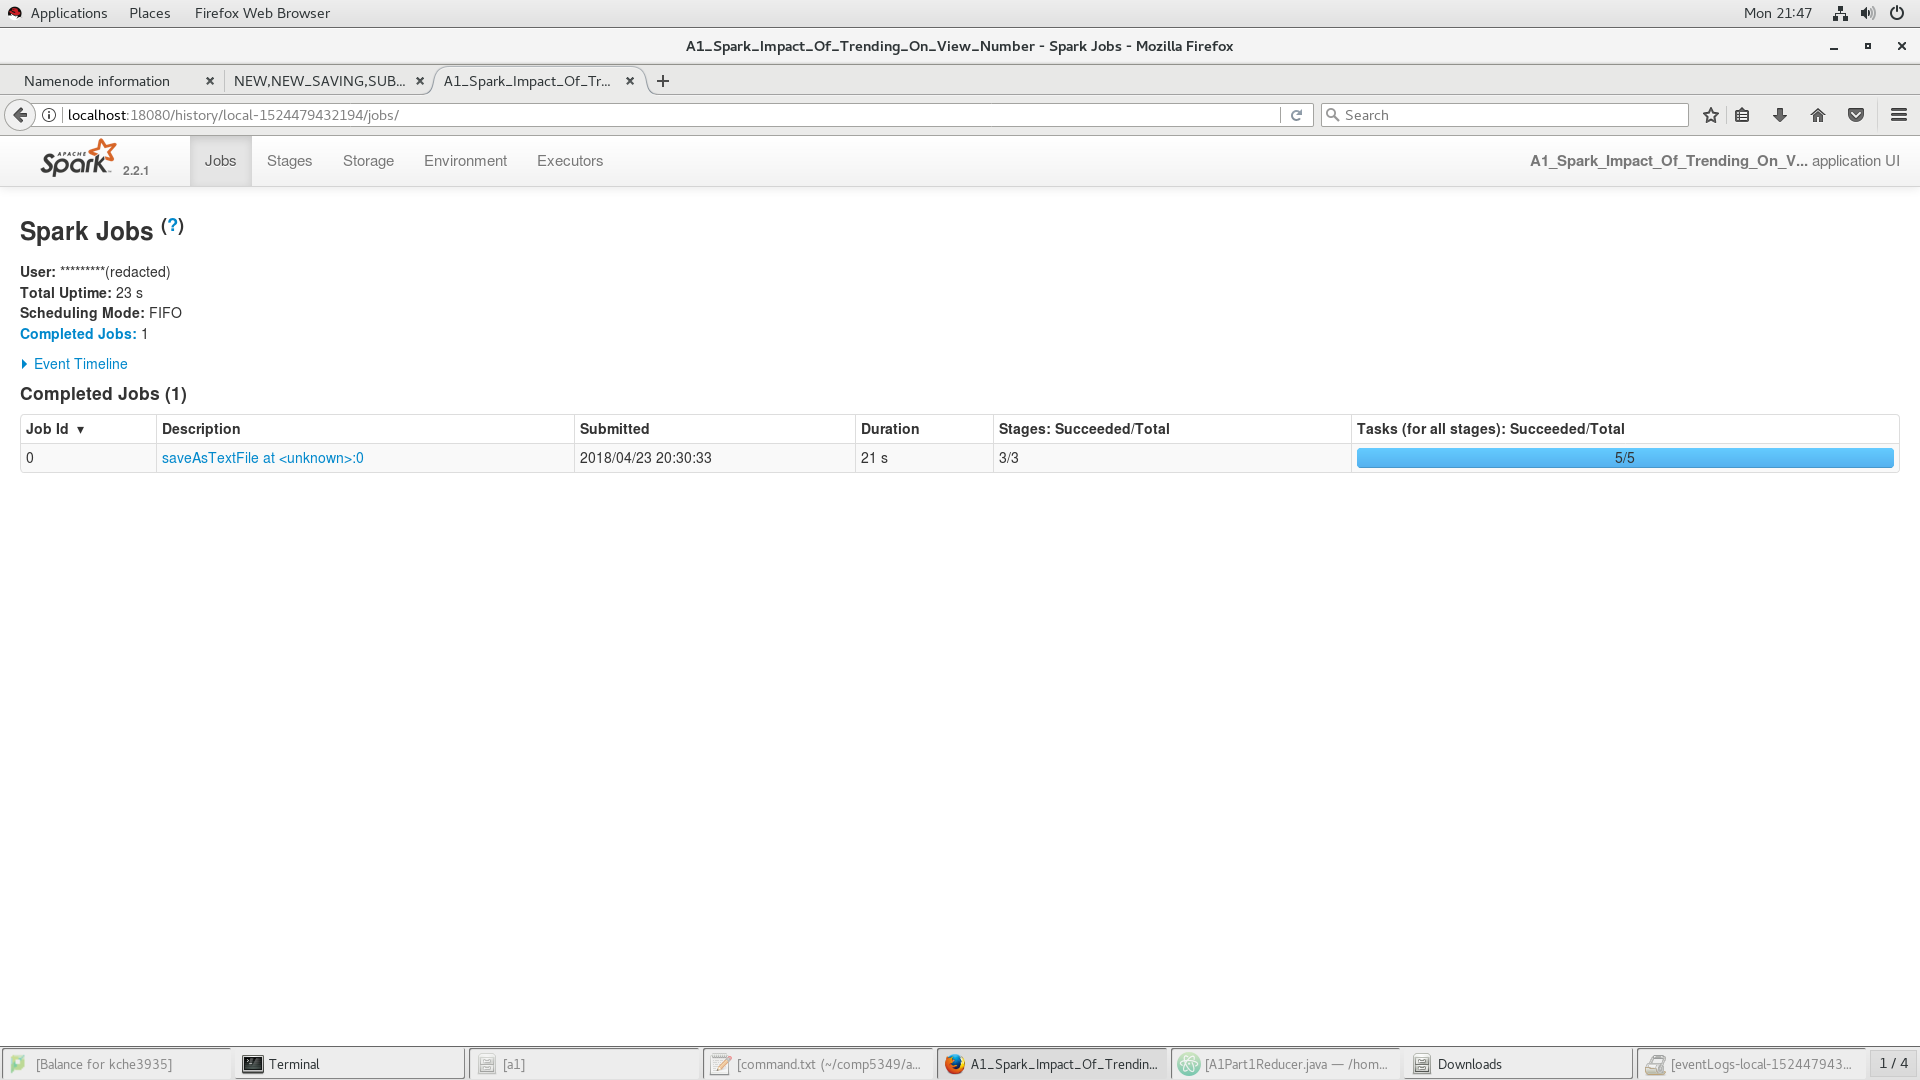 Applications Places Firefox Web Browser Mon 21:47
A1_Spark_Impact_Of_Trending_On_View_Number - Spark Jobs - Mozilla Firefox
Namenode information NEW,NEW_SAVING,SUB... A1_Spark_Impact_Of_Tr...
localhost:18080/history/local-1524479432194/jobs/ Search
APACHE Spark 2.2.1 Jobs Stages Storage Environment Executors A1_Spark_Impact_Of_Trending_On_V... application UI
Spark Jobs (?)
User: *********(redacted)
Total Uptime: 23 s
Scheduling Mode: FIFO
Completed Jobs: 1
Event Timeline
Completed Jobs (1)
Job Id ▾ Description Submitted Duration Stages: Succeeded/Total Tasks (for all stages): Succeeded/Total
0 saveAsTextFile at <unknown>:0 2018/04/23 20:30:33 21 s 3/3 5/5
[Balance for kche3935] Terminal [a1] [command.txt (~/comp5349/a... A1_Spark_Impact_Of_Trendin... [A1Part1Reducer.java — /hom... Downloads [eventLogs-local-152447943... 1 / 4